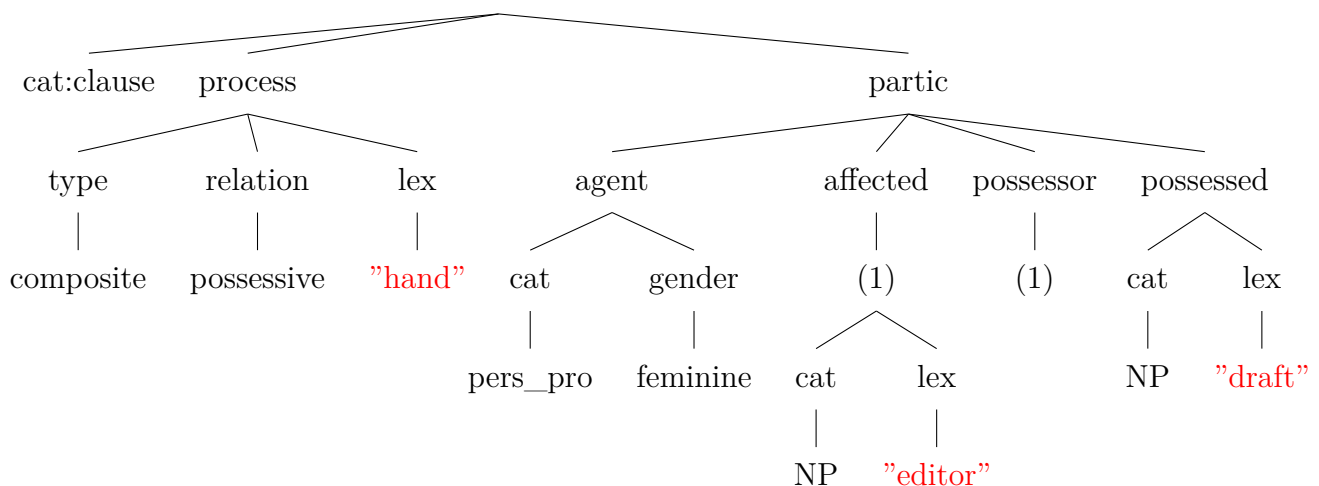 cat:clause process partic
type relation lex agent affected possessor possessed
composite possessive ”hand” cat gender (1) (1) cat lex
pers_pro feminine cat lex NP ”draft”
NP ”editor”